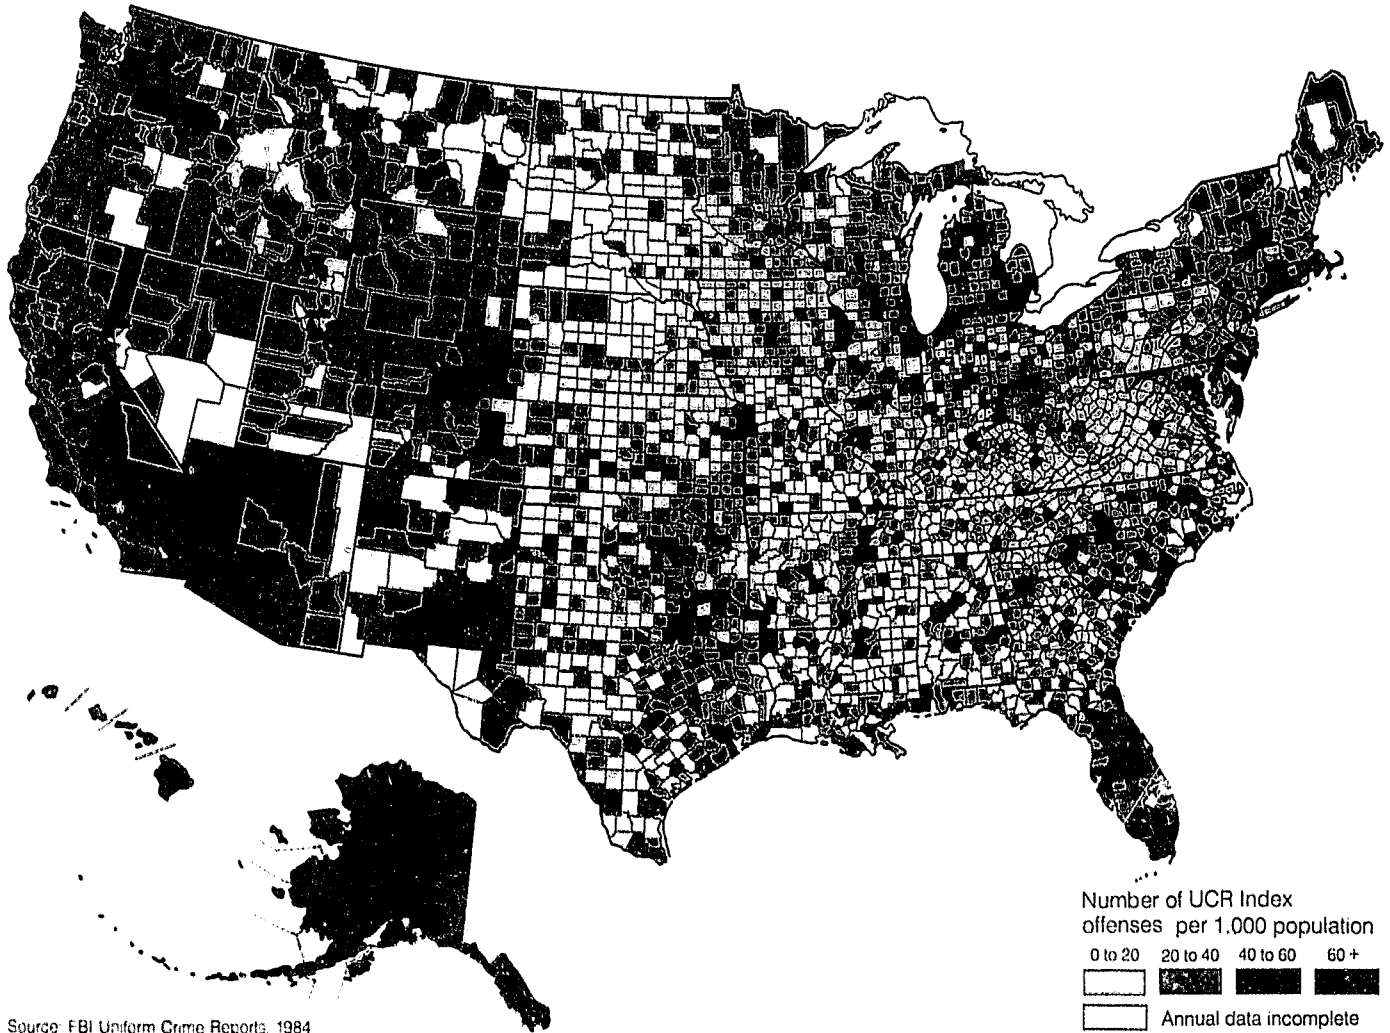 Number of UCR Index
offenses per 1,000 population
0 to 20 20 to 40 40 to 60 60 +
Annual data incomplete
Source: FBI Uniform Crime Reports, 1984